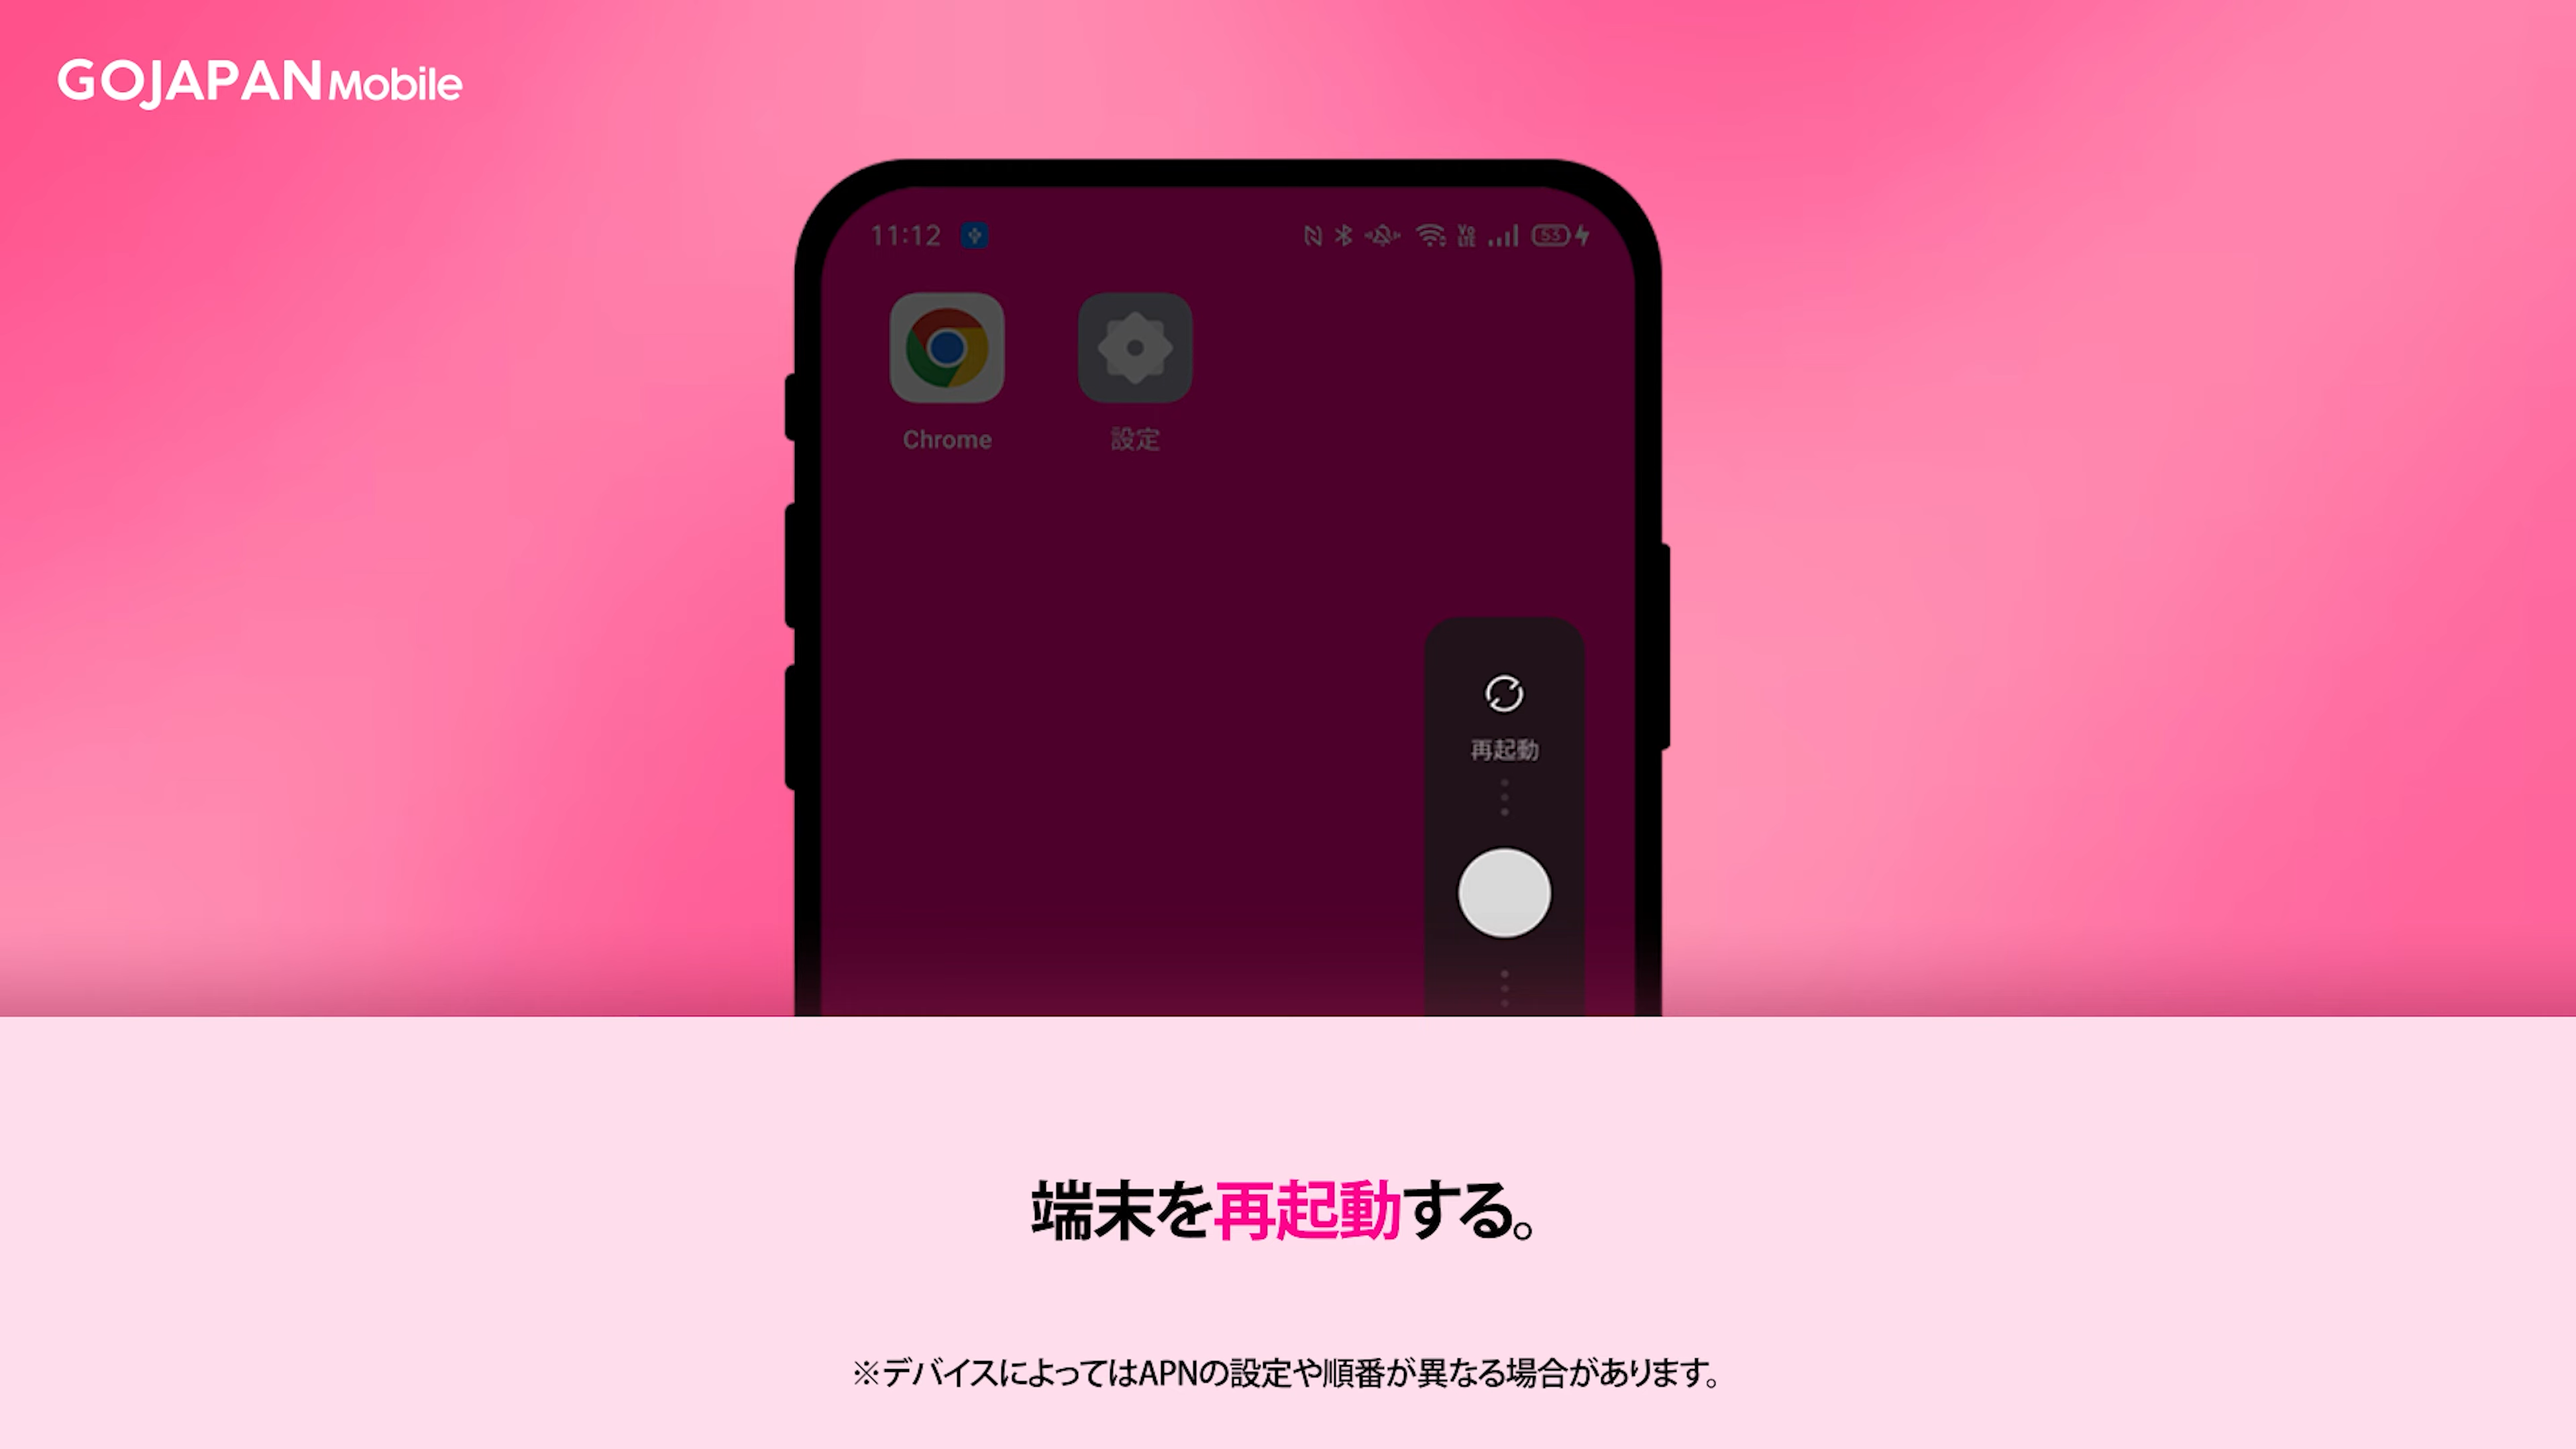 GOJAPAN Mobile
11:12
VoLTE
53
Chrome
設定
再起動
端末を再起動する。
※デバイスによってはAPNの設定や順番が異なる場合があります。